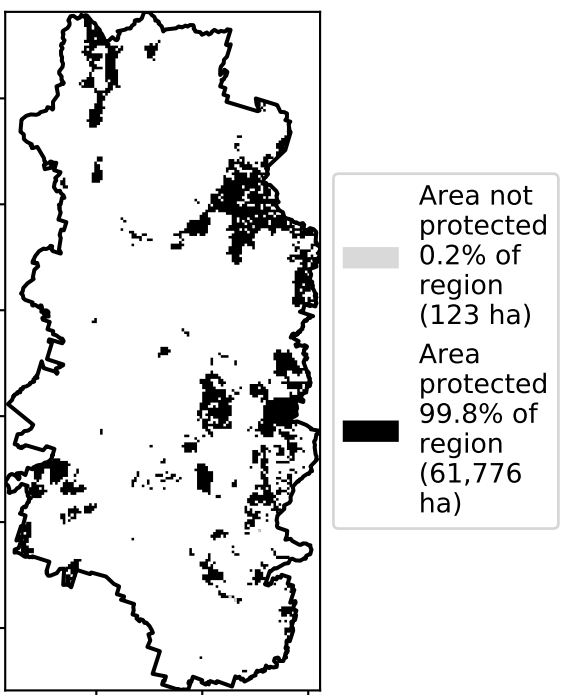 Area not
protected
0.2% of
region
(123 ha)
Area
protected
99.8% of
region
(61,776
ha)